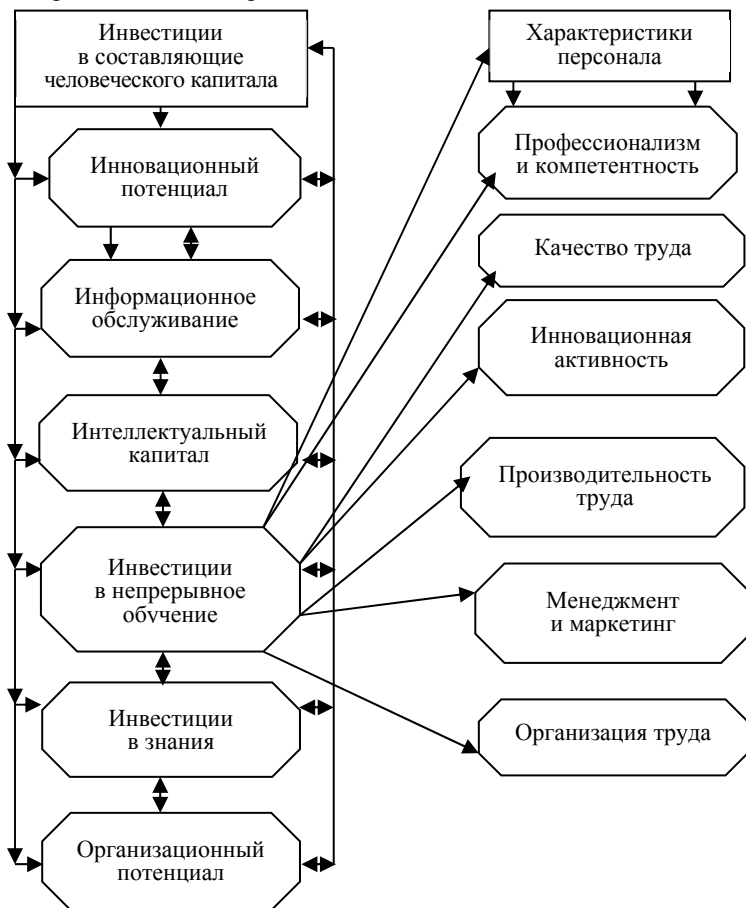 Инвестиции
в составляющие
человеческого капитала
Инновационный
потенциал
Информационное
обслуживание
Интеллектуальный
капитал
Инвестиции
в непрерывное
обучение
Инвестиции
в знания
Организационный
потенциал
Характеристики
персонала
Профессионализм
и компетентность
Качество труда
Инновационная
активность
Производительность
труда
Менеджмент
и маркетинг
Организация труда